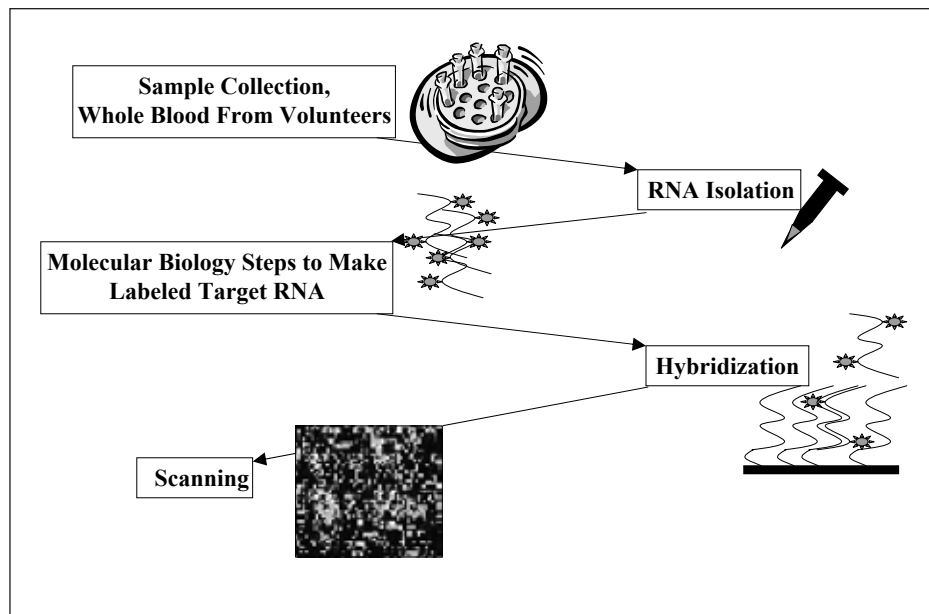 Sample Collection,
Whole Blood From Volunteers
RNA Isolation
Molecular Biology Steps to Make
Labeled Target RNA
Hybridization
Scanning